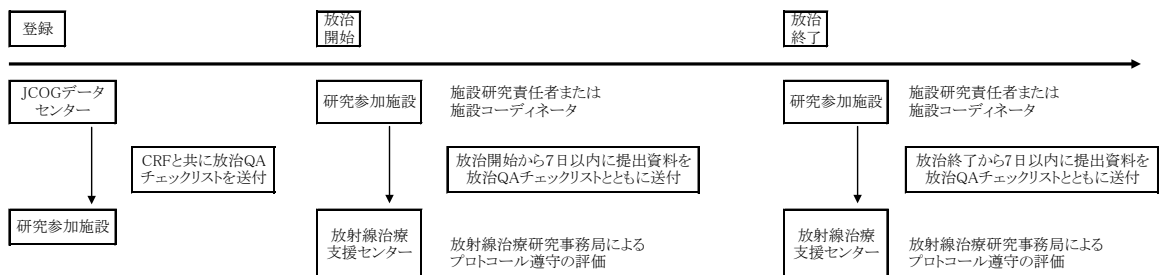 登録
放治
開始
放治
終了
JCOGデータ
センター
研究参加施設
施設研究責任者または
施設コーディネータ
研究参加施設
施設研究責任者または
施設コーディネータ
CRFと共に放治QA
チェックリストを送付
放治開始から7日以内に提出資料を
放治QAチェックリストとともに送付
放治終了から7日以内に提出資料を
放治QAチェックリストとともに送付
研究参加施設
放射線治療
支援センター
放射線治療研究事務局による
プロトコール遵守の評価
放射線治療
支援センター
放射線治療研究事務局による
プロトコール遵守の評価